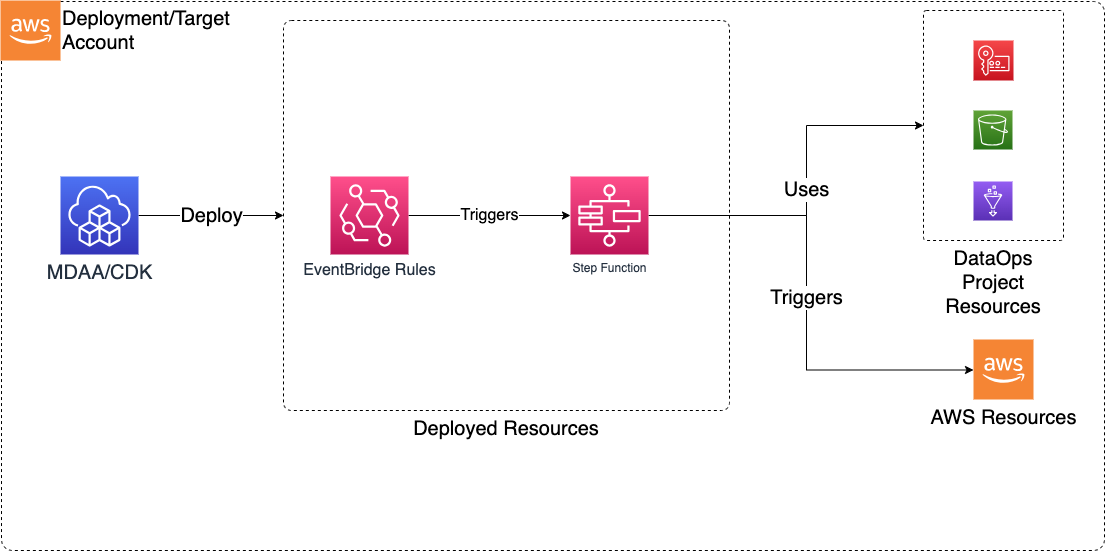 aws
Deployment/Target
Account
Deploy
MDAA/CDK
EventBridge Rules
Triggers
Step Function
Deployed Resources
Uses
Triggers
DataOps
Project
Resources
aws
AWS Resources